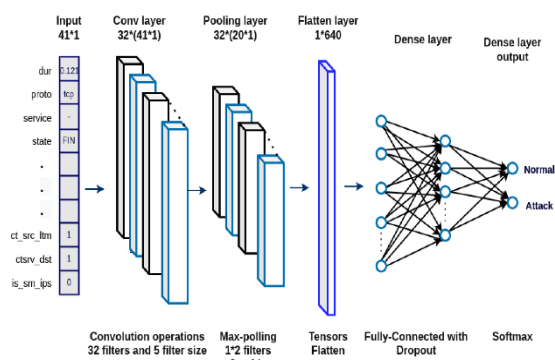 Input
41*1
Conv layer
32*(41*1)
Pooling layer
32*(20*1)
Flatten layer
1*640
Dense layer
Dense layer
output
dur
0.121
proto
tcp
service
-
state
FIN
.
.
.
ct_src_ltm
1
ctsrv_dst
1
is_sm_ips
0
Normal
Attack
Convolution operations
32 filters and 5 filter size
Max-polling
1*2 filters
Tensors
Flatten
Fully-Connected with
Dropout
Softmax